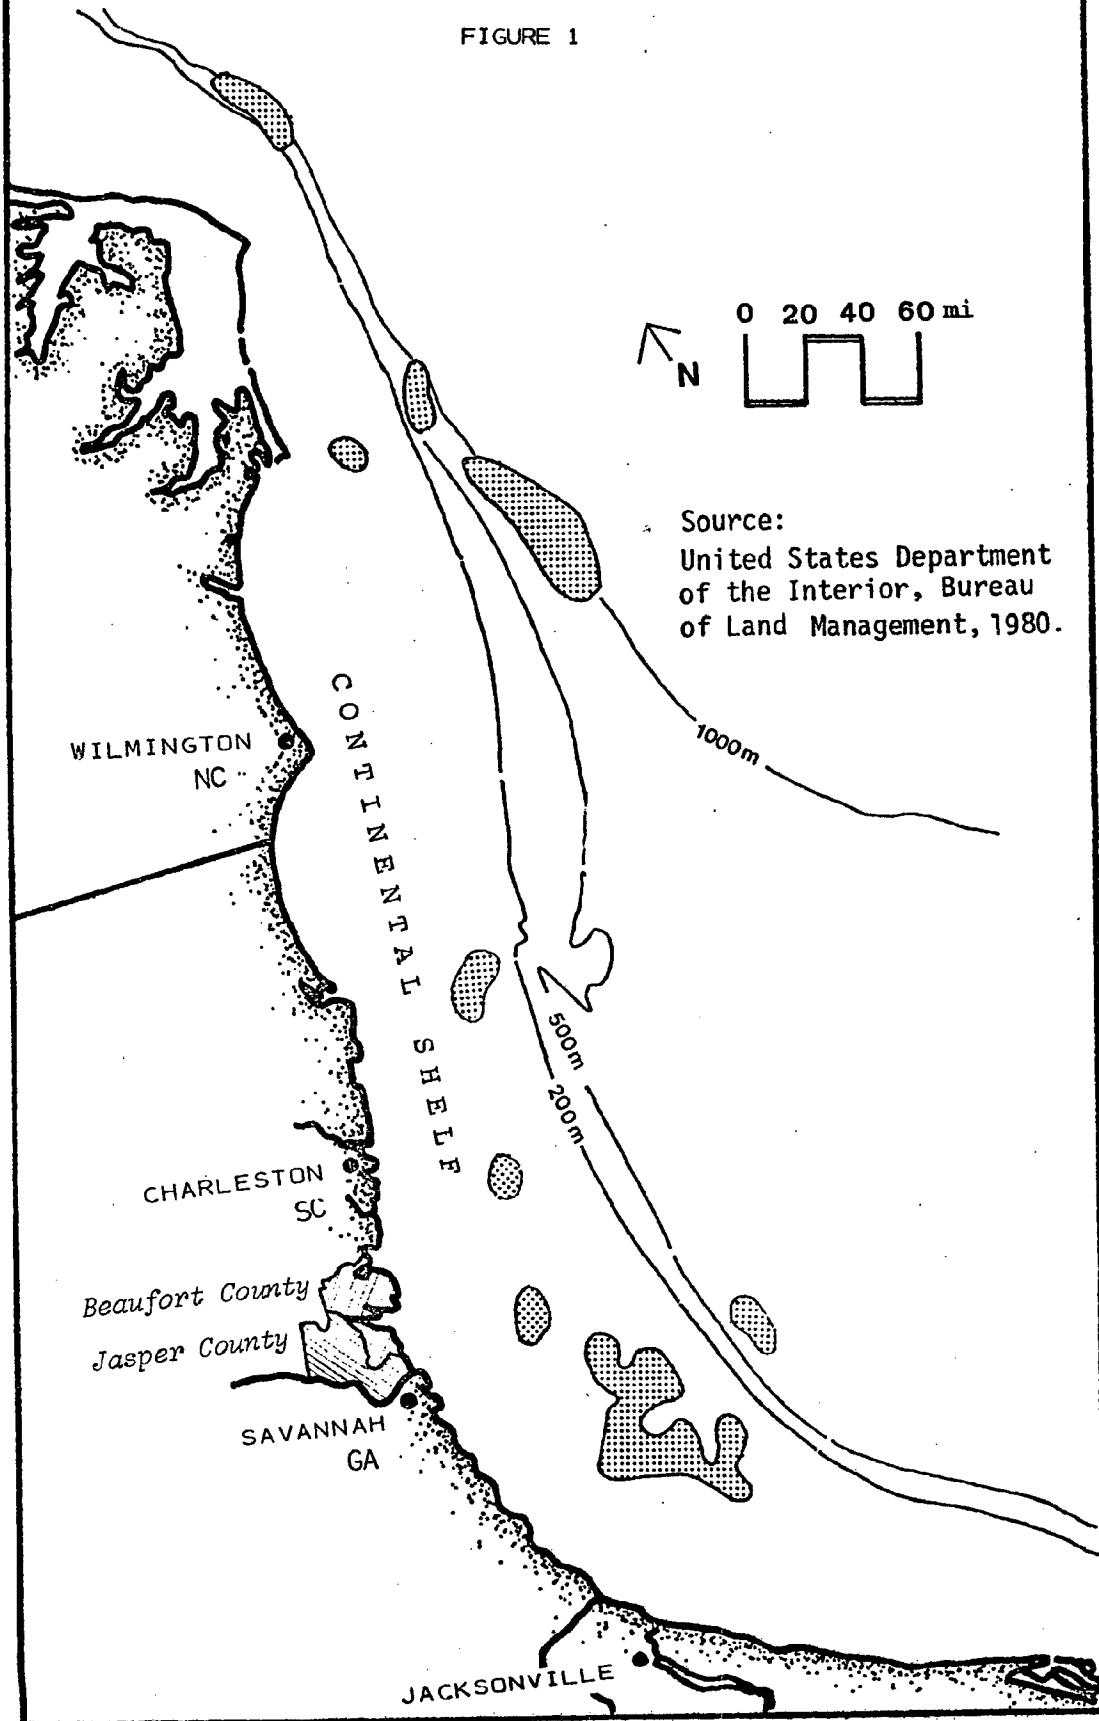 FIGURE 1
0 20 40 60 mi
N
Source:
United States Department
of the Interior, Bureau
of Land Management, 1980.
CONTINENTAL SHELF
1000m
WILMINGTON
NC
500m
200m
CHARLESTON
SC
Beaufort County
Jasper County
SAVANNAH
GA
JACKSONVILLE